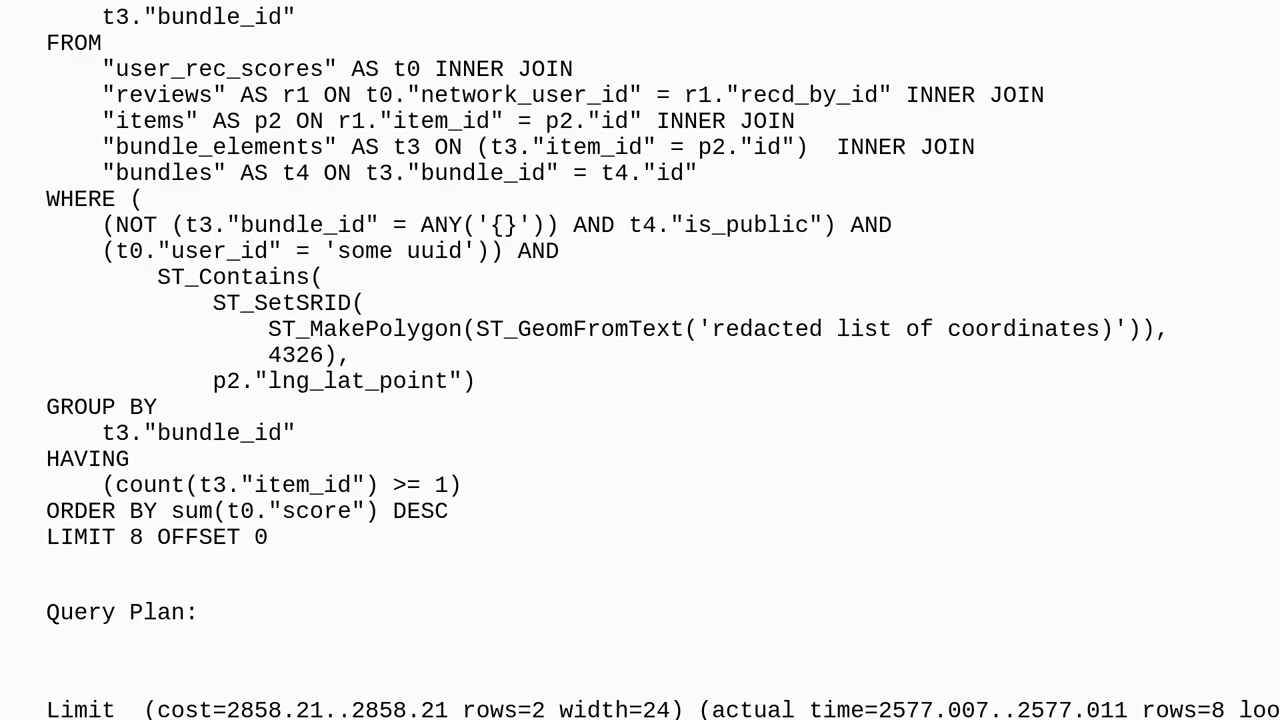 t3."bundle_id"
FROM
"user_rec_scores" AS t0 INNER JOIN
"reviews" AS r1 ON t0."network_user_id" = r1."recd_by_id" INNER JOIN
"items" AS p2 ON r1."item_id" = p2."id" INNER JOIN
"bundle_elements" AS t3 ON (t3."item_id" = p2."id")  INNER JOIN
"bundles" AS t4 ON t3."bundle_id" = t4."id"
WHERE (
(NOT (t3."bundle_id" = ANY('{}')) AND t4."is_public") AND
(t0."user_id" = 'some uuid')) AND
ST_Contains(
ST_SetSRID(
ST_MakePolygon(ST_GeomFromText('redacted list of coordinates)')),
4326),
p2."lng_lat_point")
GROUP BY
t3."bundle_id"
HAVING
(count(t3."item_id") >= 1)
ORDER BY sum(t0."score") DESC
LIMIT 8 OFFSET 0
Query Plan:
Limit  (cost=2858.21..2858.21 rows=2 width=24) (actual time=2577.007..2577.011 rows=8 loo